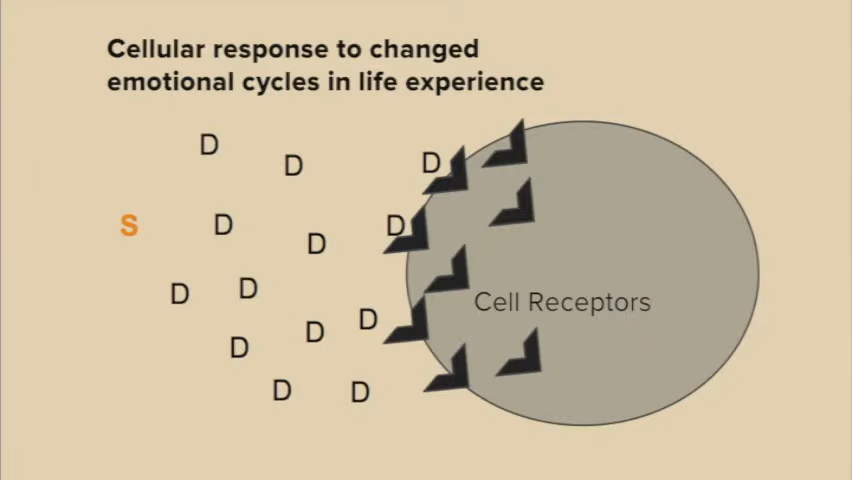 Cellular response to changed
emotional cycles in life experience
D
D
D
S
D
D
D
D
D
D
D
D
D
D
Cell Receptors